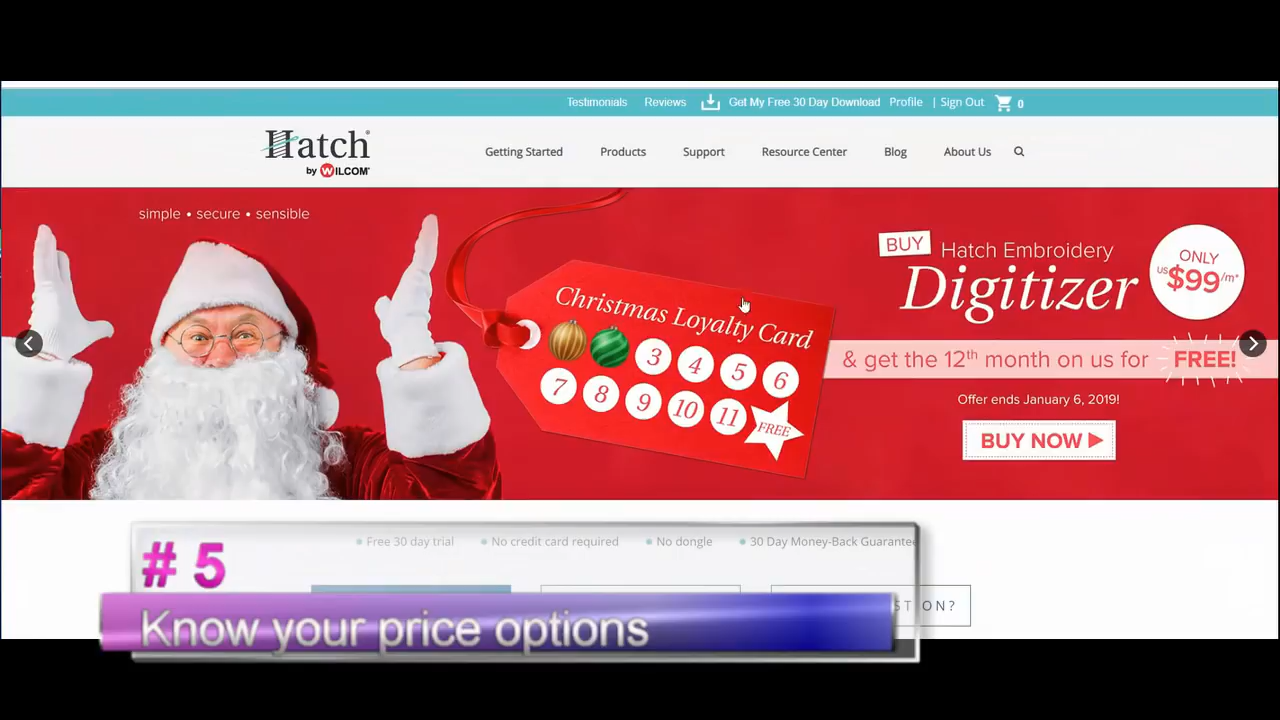 Testimonials Reviews Get My Free 30 Day Download Profile | Sign Out 0
Hatch®
by WILCOM®
Getting Started Products Support Resource Center Blog About Us
simple • secure • sensible
Christmas Loyalty Card
3 4 5 6
7 8 9 10 11 FREE
BUY Hatch Embroidery
Digitizer
ONLY
US$99/m*
& get the 12th month on us for FREE!
Offer ends January 6, 2019!
BUY NOW
# 5
Free 30 day trial • No credit card required • No dongle • 30 Day Money-Back Guarantee
Know your price options